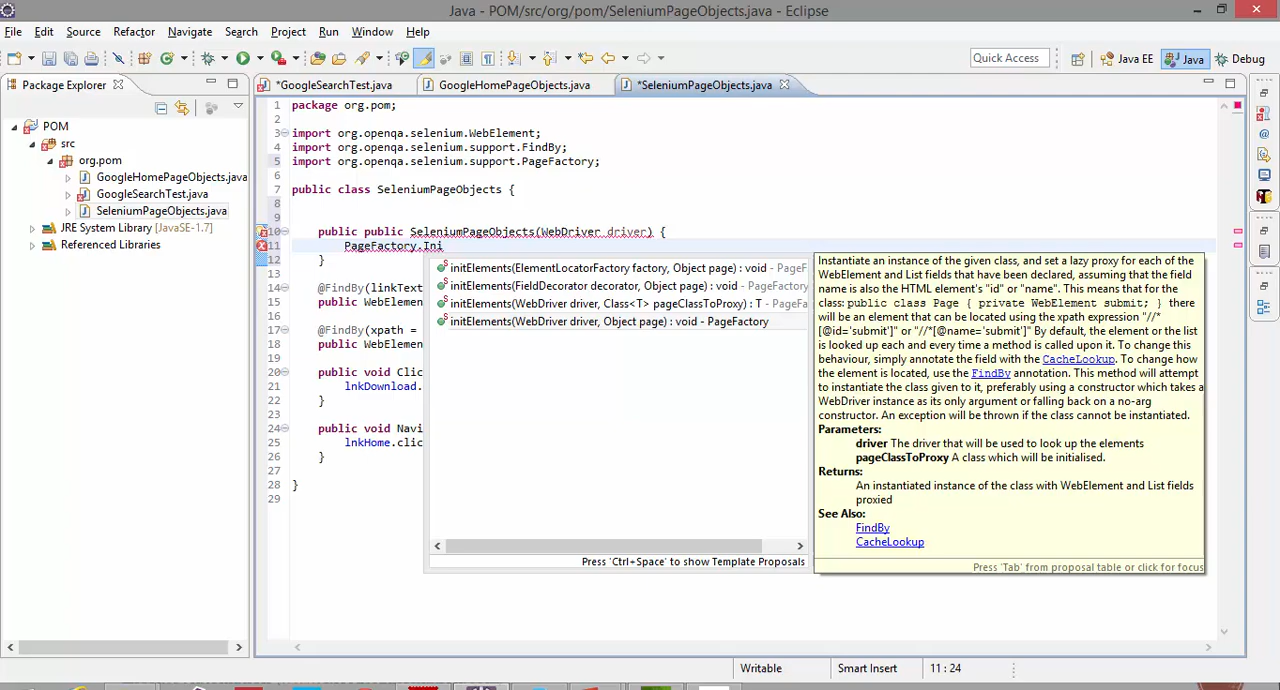 Java - POM/src/org/pom/SeleniumPageObjects.java - Eclipse
File Edit Source Refactor Navigate Search Project Run Window Help
Quick Access Java EE Java Debug
Package Explorer
*GoogleSearchTest.java GoogleHomePageObjects.java *SeleniumPageObjects.java
POM
src
org.pom
GoogleHomePageObjects.java
GoogleSearchTest.java
SeleniumPageObjects.java
JRE System Library [JavaSE-1.7]
Referenced Libraries
1 package org.pom;
2
3 import org.openqa.selenium.WebElement;
4 import org.openqa.selenium.support.FindBy;
5 import org.openqa.selenium.support.PageFactory;
6
7 public class SeleniumPageObjects {
8
9
10 public public SeleniumPageObjects(WebDriver driver) {
11 PageFactory.Ini
12 }
13
14 @FindBy(linkText
15 public WebElemen
16
17 @FindBy(xpath =
18 public WebElemen
19
20 public void Clic
21 lnkDownload.
22 }
23
24 public void Navi
25 lnkHome.clic
26 }
27
28 }
29
initElements(ElementLocatorFactory factory, Object page) : void - PageF
initElements(FieldDecorator decorator, Object page) : void - PageFactory
initElements(WebDriver driver, Class<T> pageClassToProxy) : T - PageFa
initElements(WebDriver driver, Object page) : void - PageFactory
Press 'Ctrl+Space' to show Template Proposals
Instantiate an instance of the given class, and set a lazy proxy for each of the
WebElement and List fields that have been declared, assuming that the field
name is also the HTML element's "id" or "name". This means that for the
class: public class Page { private WebElement submit; } there
will be an element that can be located using the xpath expression "//*
[@id='submit']" or "//*[@name='submit']" By default, the element or the list
is looked up each and every time a method is called upon it. To change this
behaviour, simply annotate the field with the CacheLookup. To change how
the element is located, use the FindBy annotation. This method will attempt
to instantiate the class given to it, preferably using a constructor which takes a
WebDriver instance as its only argument or falling back on a no-arg
constructor. An exception will be thrown if the class cannot be instantiated.
Parameters:
driver The driver that will be used to look up the elements
pageClassToProxy A class which will be initialised.
Returns:
An instantiated instance of the class with WebElement and List fields
proxied
See Also:
FindBy
CacheLookup
Press 'Tab' from proposal table or click for focus
Writable Smart Insert 11 : 24